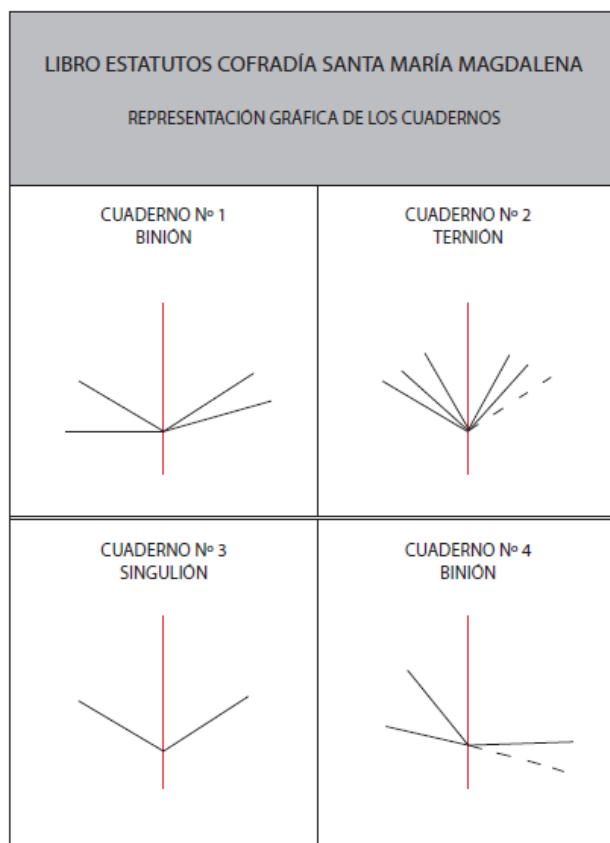 LIBRO ESTATUTOS COFRADÍA SANTA MARÍA MAGDALENA
REPRESENTACIÓN GRÁFICA DE LOS CUADERNOS
CUADERNO Nº 1
BINIÓN
CUADERNO Nº 2
TERNIÓN
CUADERNO Nº 3
SINGULIÓN
CUADERNO Nº 4
BINIÓN